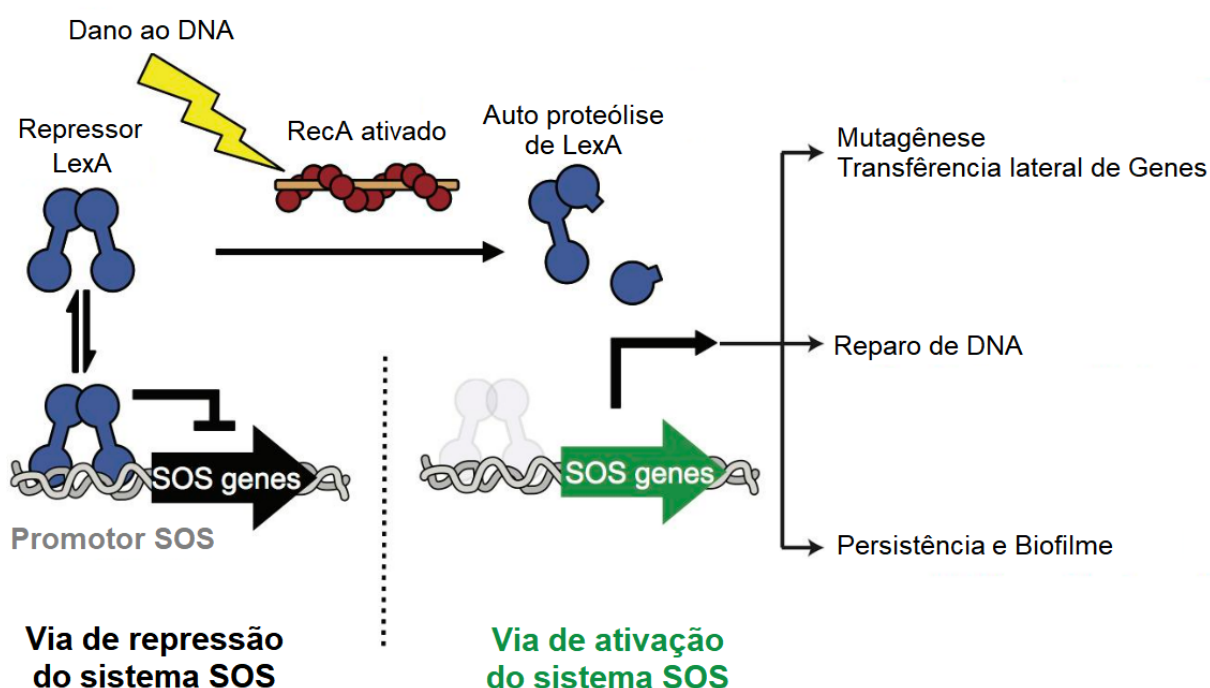 Dano ao DNA
Repressor
LexA
RecA ativado
Auto proteólise
de LexA
Mutagênese
Transfêrencia lateral de Genes
SOS genes
Promotor SOS
SOS genes
Reparo de DNA
Persistência e Biofilme
Via de repressão
do sistema SOS
Via de ativação
do sistema SOS